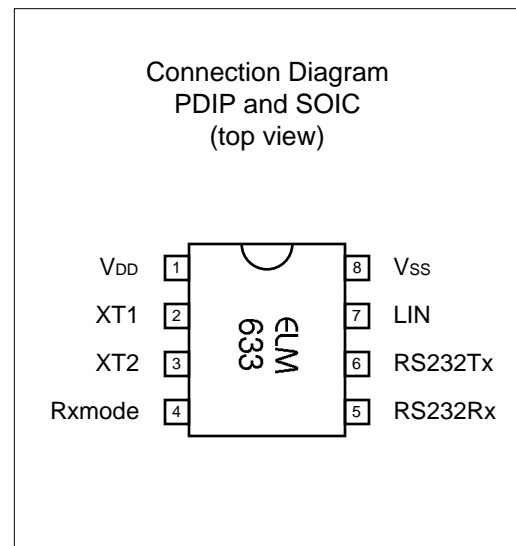 Connection Diagram
PDIP and SOIC
(top view)
VDD 1 8 VSS
XT1 2 7 LIN
XT2 3 6 RS232Tx
Rxmode 4 5 RS232Rx
ELM
633